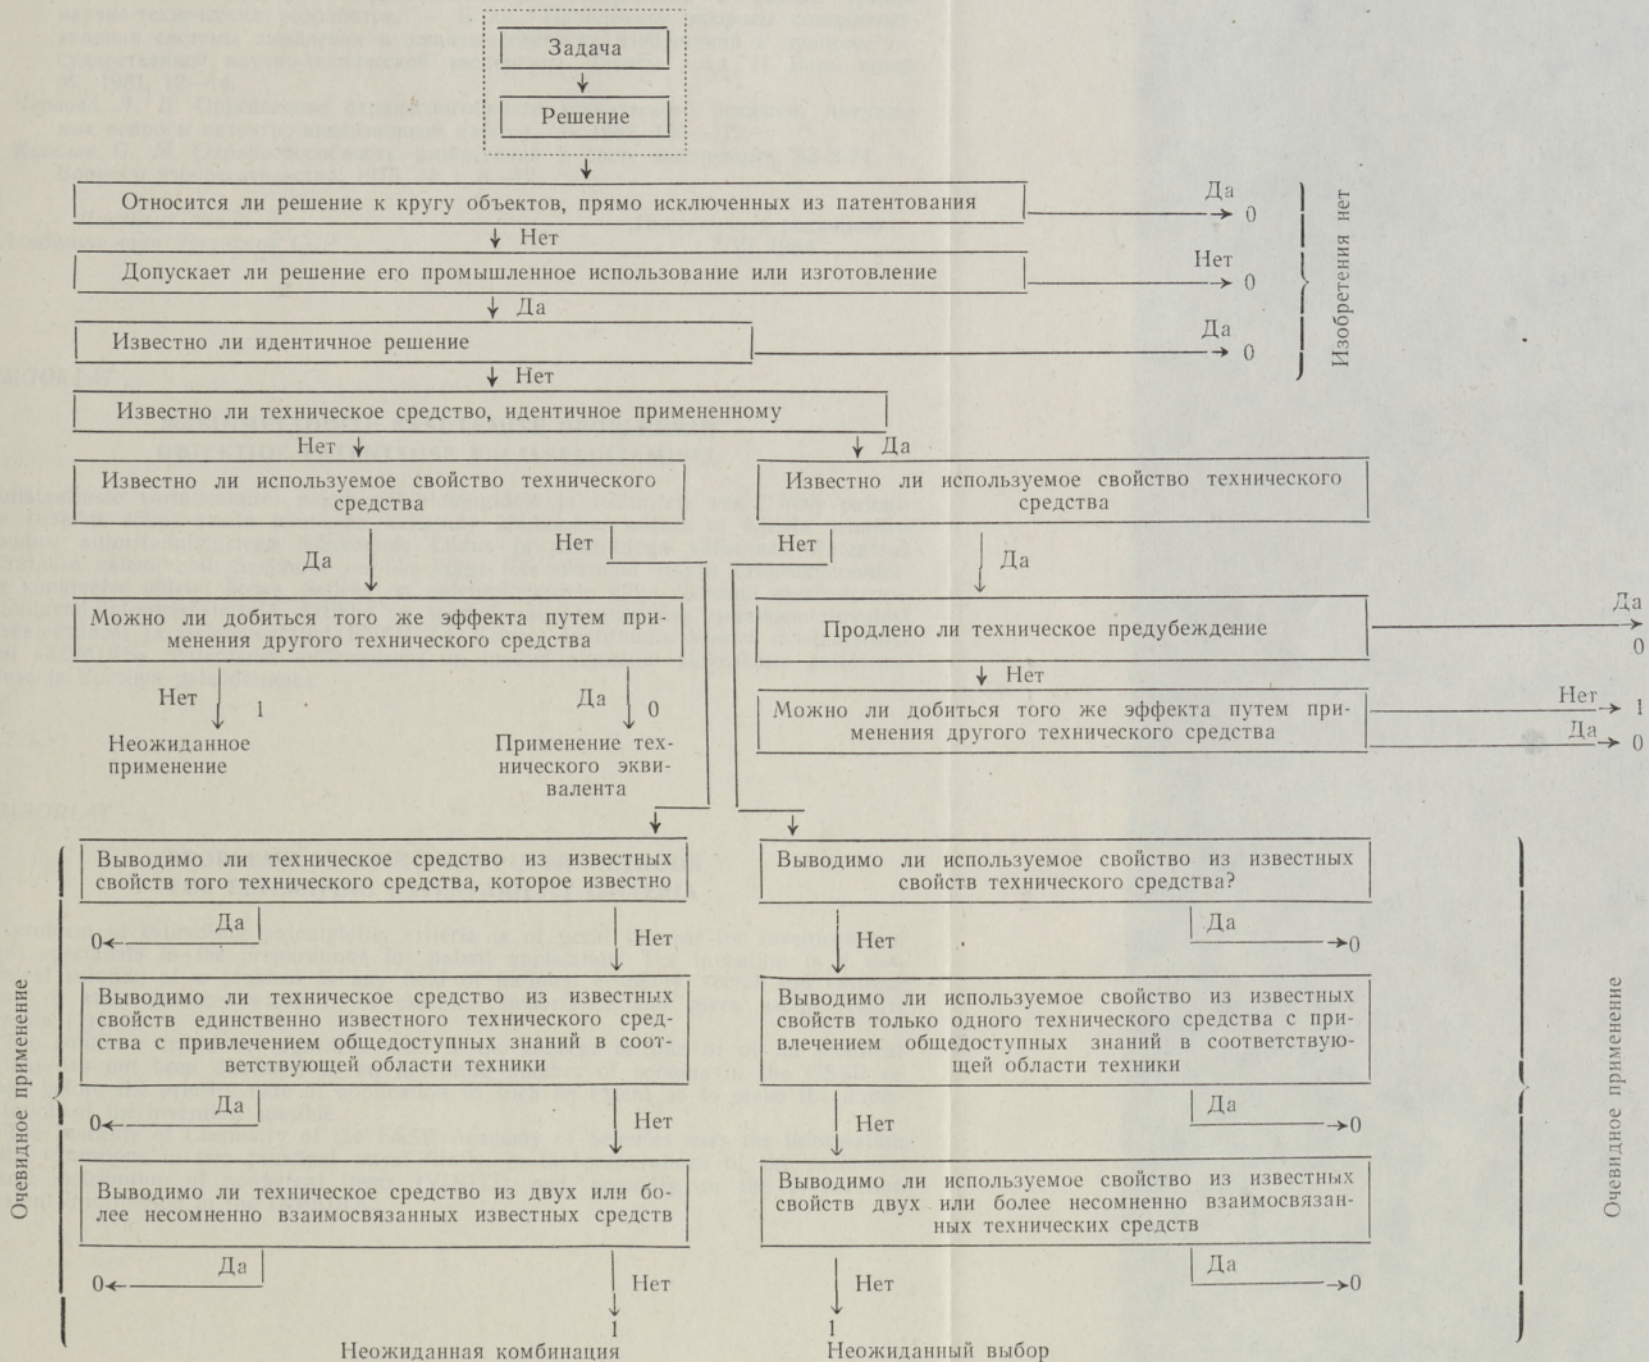 Задача
Решение
Относится ли решение к кругу объектов, прямо исключенных из патентования
Да
0
Нет
Допускает ли решение его промышленное использование или изготовление
Нет
0
Да
Известно ли идентичное решение
Да
0
Изобретения нет
Нет
Известно ли техническое средство, идентичное примененному
Нет
Да
Известно ли используемое свойство технического
средства
Известно ли используемое свойство технического
средства
Да
Нет
Нет
Да
Можно ли добиться того же эффекта путем при-
менения другого технического средства
Продлено ли техническое предубеждение
Да
0
Нет
Нет
1
Да
0
Можно ли добиться того же эффекта путем при-
менения другого технического средства
Нет
1
Да
0
Неожиданное
применение
Применение тех-
нического экви-
валента
Выводимо ли техническое средство из известных
свойств того технического средства, которое известно
Выводимо ли используемое свойство из известных
свойств технического средства?
Да
0
Нет
Нет
Да
0
Выводимо ли техническое средство из известных
свойств единственно известного технического сред-
ства с привлечением общедоступных знаний в соот-
ветствующей области техники
Выводимо ли используемое свойство из известных
свойств только одного технического средства с при-
влечением общедоступных знаний в соответствую-
щей области техники
Очевидное применение
Очевидное применение
Да
0
Нет
Нет
Да
0
Выводимо ли техническое средство из двух или бо-
лее несомненно взаимосвязанных известных средств
Выводимо ли используемое свойство из известных
свойств двух или более несомненно взаимосвязан-
ных технических средств
Да
0
Нет
Нет
Да
0
1
1
Неожиданная комбинация
Неожиданный выбор